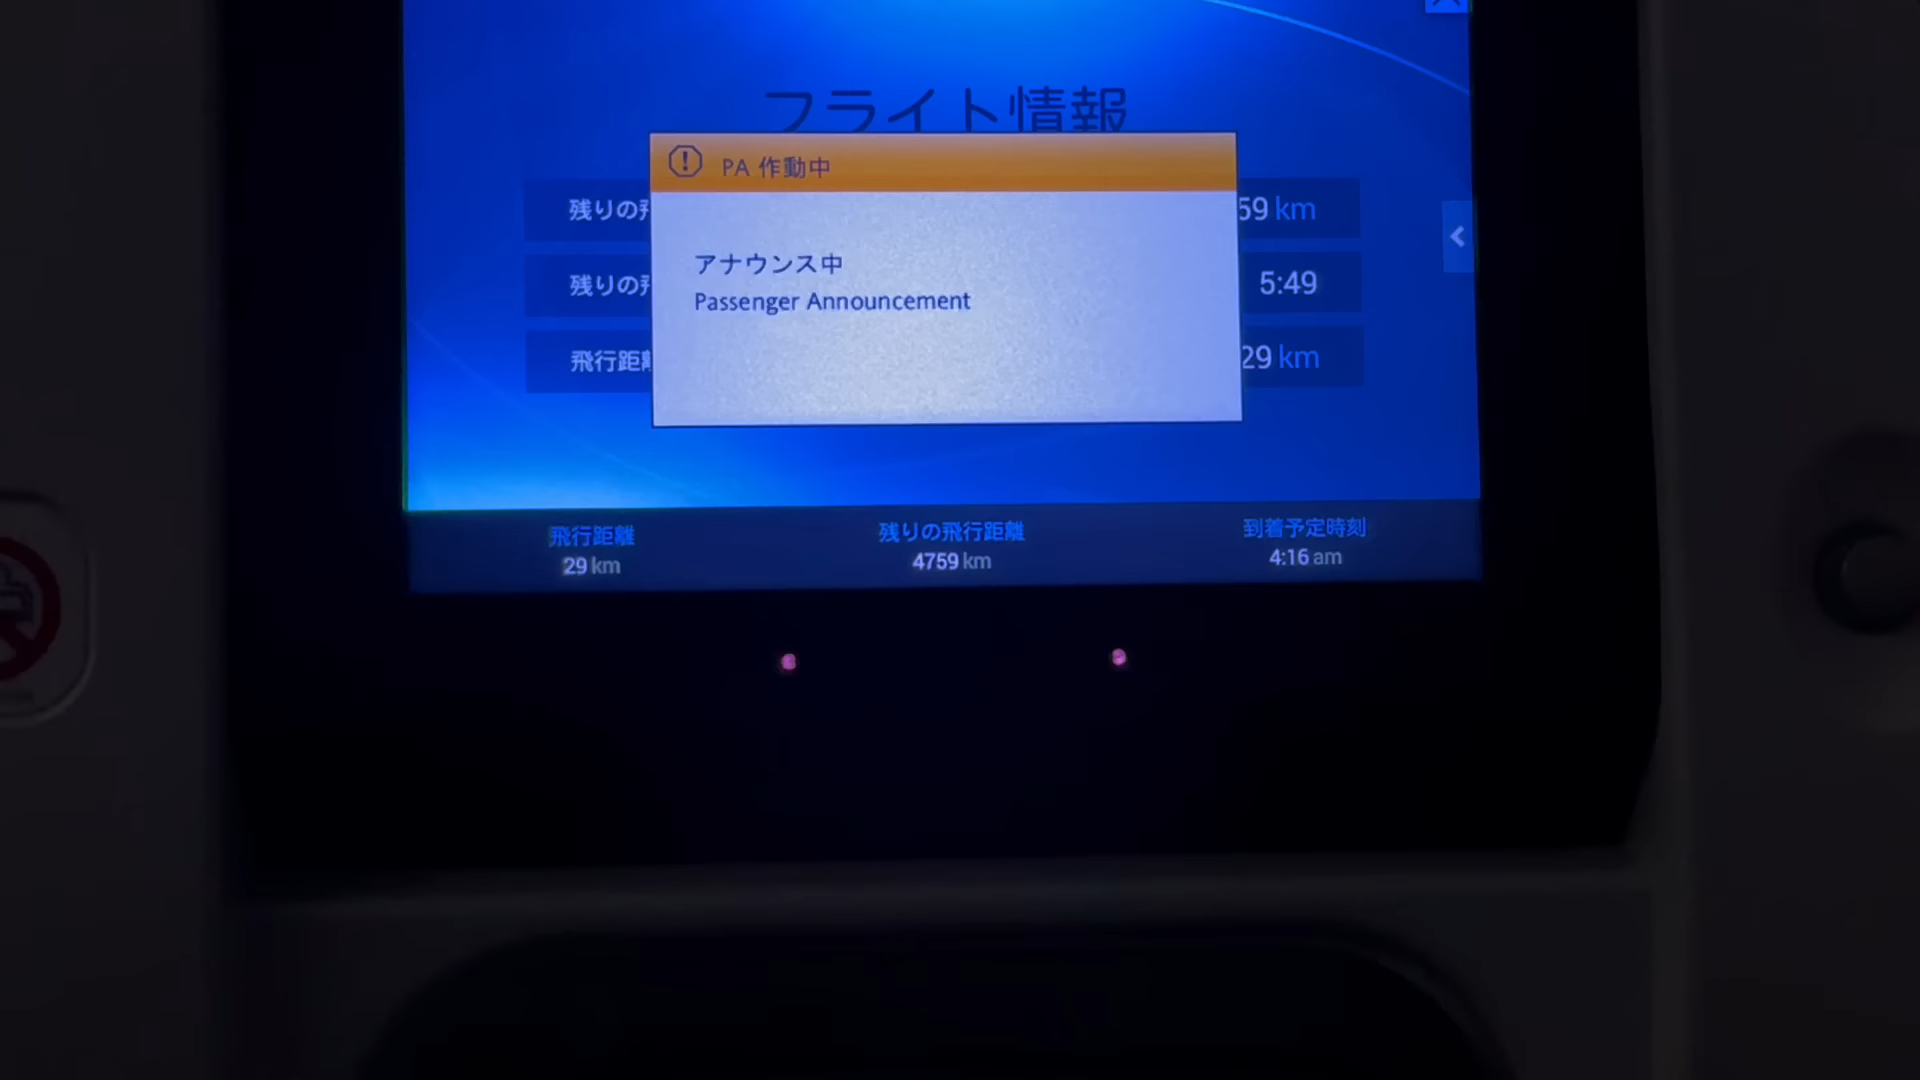 フライト情報
PA 作動中
残りの
59 km
アナウンス中
Passenger Announcement
残りの
5:49
飛行距離
29 km
飛行距離
残りの飛行距離
到着予定時刻
29 km
4759 km
4:16 am